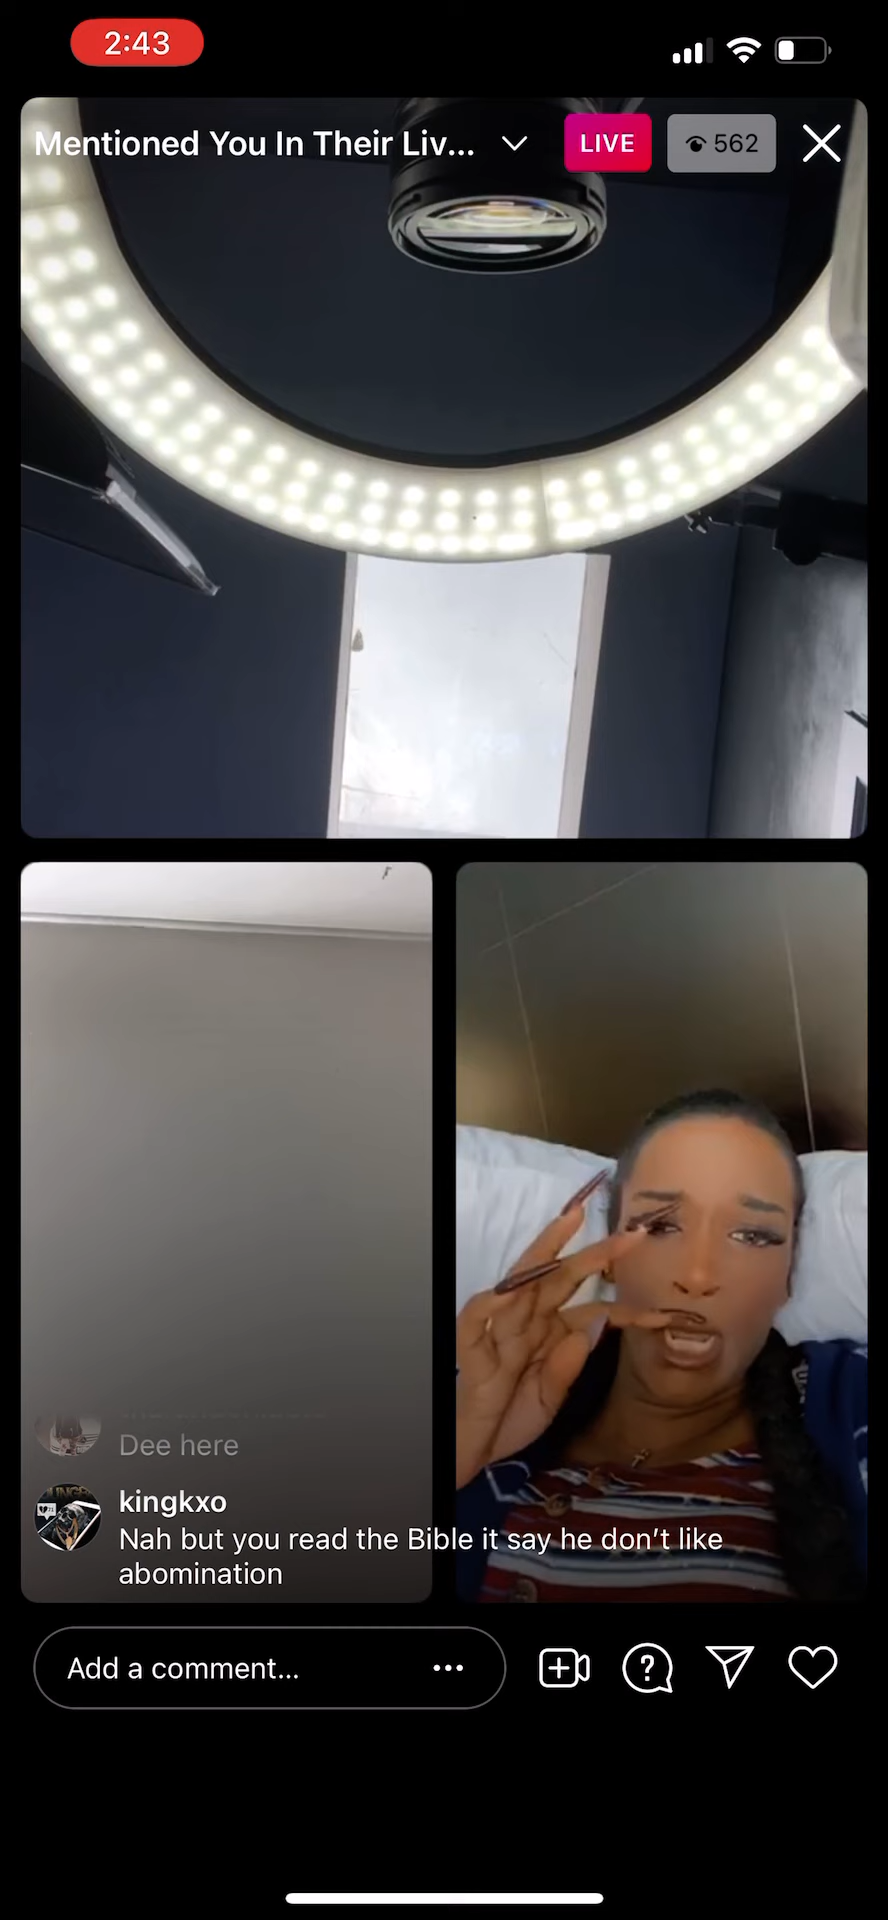 2:43
Mentioned You In Their Liv...
LIVE
562
Dee here
kingkxo
Nah but you read the Bible it say he don't like
abomination
Add a comment...